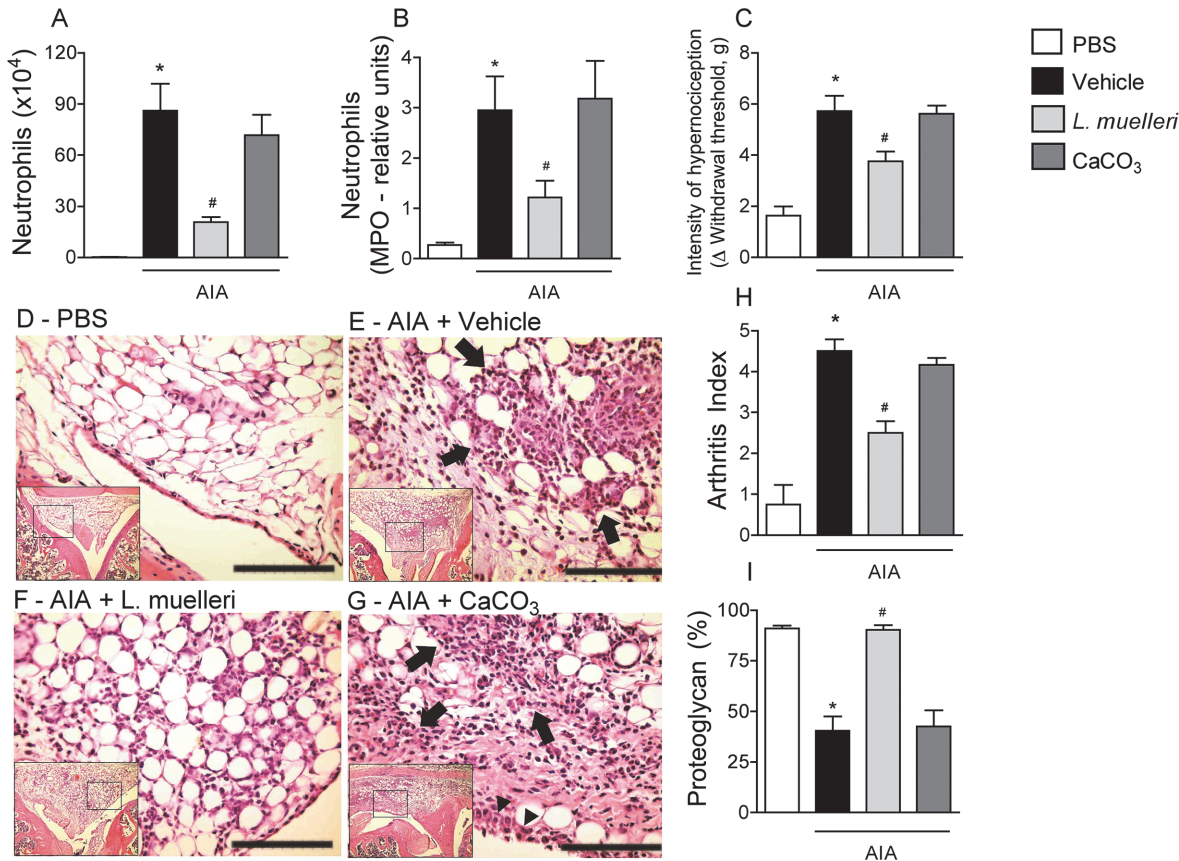 A
Neutrophils (x10⁴)
120
90
60
30
0
*
#
AIA
B
Neutrophils
(MPO - relative units)
4
3
2
1
0
*
#
AIA
C
Intensity of hypernociception
(Δ Withdrawal threshold, g)
8
6
4
2
0
*
#
AIA
PBS
Vehicle
L. muelleri
CaCO₃
D - PBS
E - AIA + Vehicle
F - AIA + L. muelleri
G - AIA + CaCO₃
H
Arthritis Index
5
4
3
2
1
0
*
#
AIA
I
Proteoglycan (%)
100
75
50
25
0
*
#
AIA